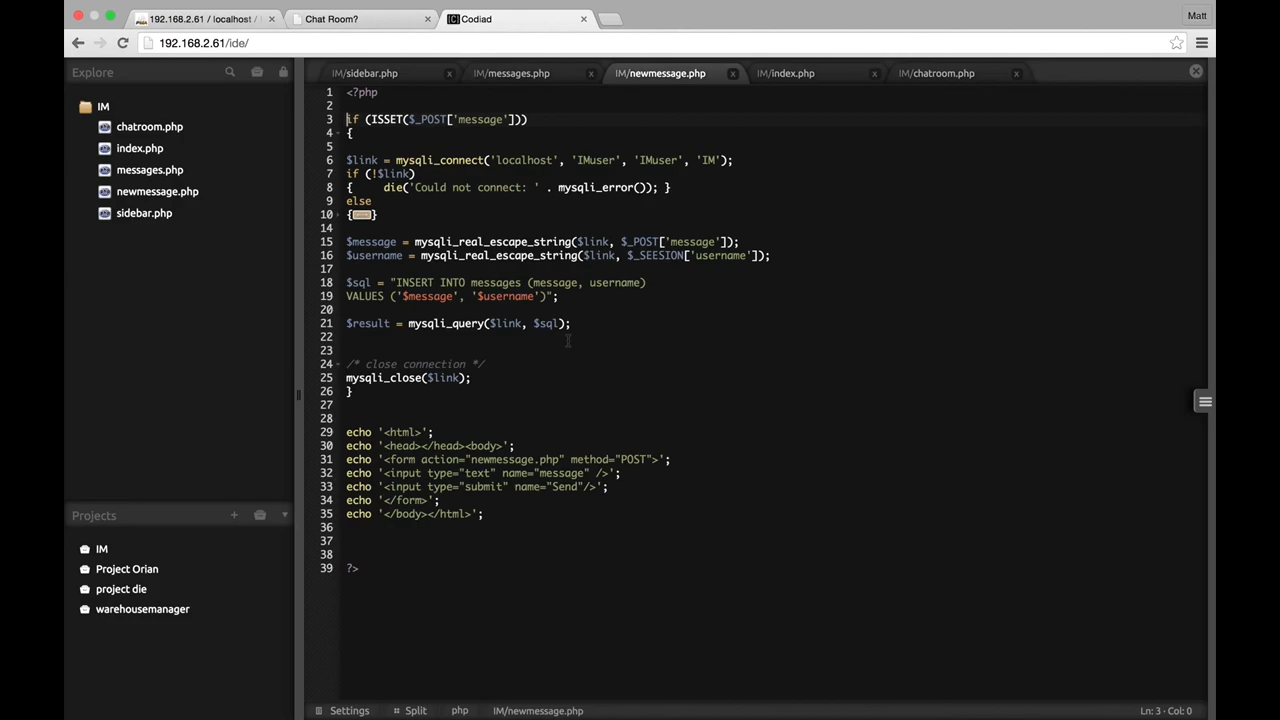 192.168.2.61 / localhost /
Chat Room?
[C] Codiad
Matt
192.168.2.61/ide/
Explore
IM
chatroom.php
index.php
messages.php
newmessage.php
sidebar.php
Projects
IM
Project Orian
project die
warehousemanager
IM/sidebar.php x
IM/messages.php x
IM/newmessage.php x
IM/index.php x
IM/chatroom.php x
1 <?php
2
3 if (ISSET($_POST['message']))
4 {
5
6 $link = mysqli_connect('localhost', 'IMuser', 'IMuser', 'IM');
7 if (!$link)
8 { die('Could not connect: ' . mysqli_error()); }
9 else
10 { }
14
15 $message = mysqli_real_escape_string($link, $_POST['message']);
16 $username = mysqli_real_escape_string($link, $_SEESION['username']);
17
18 $sql = "INSERT INTO messages (message, username)
19 VALUES ('$message', '$username')";
20
21 $result = mysqli_query($link, $sql);
22
23
24 /* close connection */
25 mysqli_close($link);
26 }
27
28
29 echo '<html>';
30 echo '<head></head><body>';
31 echo '<form action="newmessage.php" method="POST">';
32 echo '<input type="text" name="message" />';
33 echo '<input type="submit" name="Send"/>';
34 echo '</form>';
35 echo '</body></html>';
36
37
38
39 ?>
Settings Split php IM/newmessage.php Ln: 3 · Col: 0